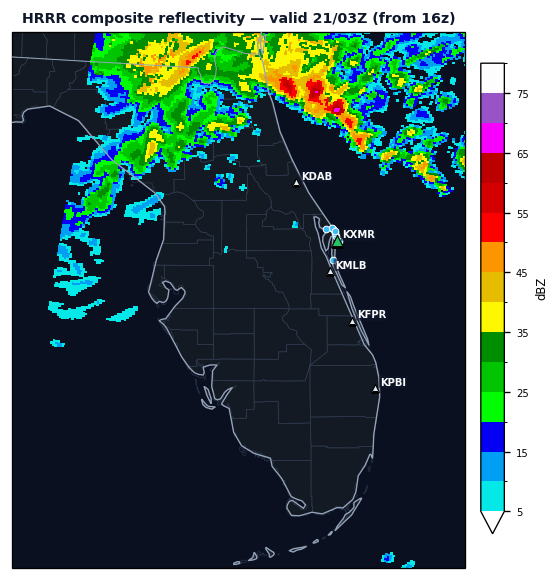 HRRR composite reflectivity — valid 21/03Z (from 16z)
KDAB
KXMR
KMLB
KFPR
KPBI
75
65
55
45
35
25
15
5
dBZ